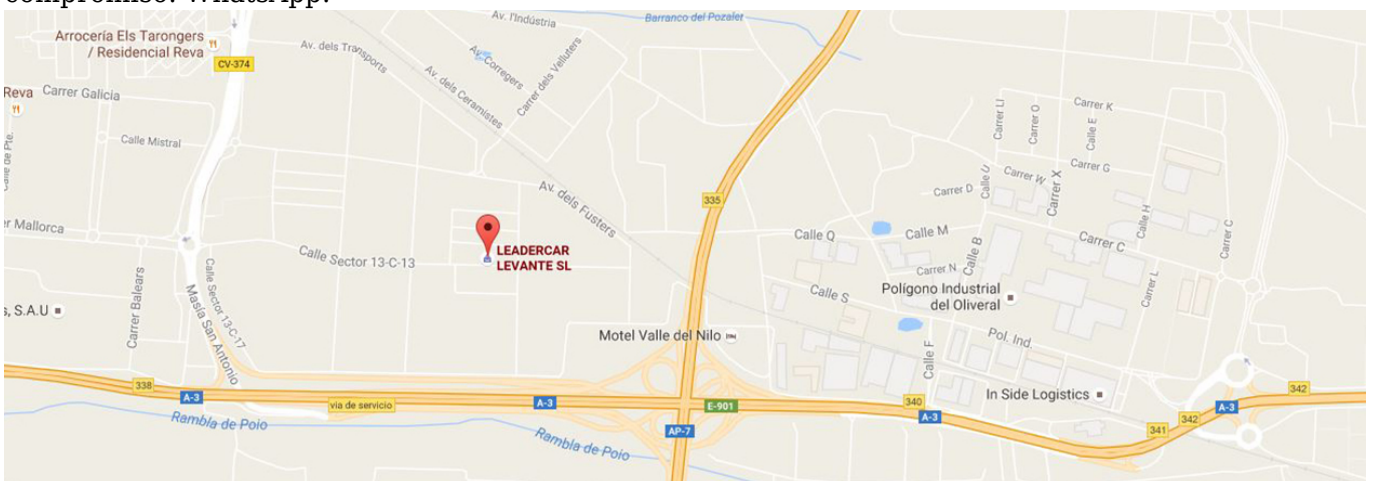 compromiso. WhatsApp.
Av. l'Indústria
Barranco del Pozalet
Arrocería Els Tarongers
/ Residencial Reva
CV-374
Av. dels Transports
Av. Corregers
Carrer dels Velluters
Av. dels Ceramistes
Reva
Carrer Galicia
Calle Mistral
Carrer LI
Carrer O
Carrer K
Calle E
Carrer G
Calle U
Carrer W
Carrer X
Carrer D
Av. dels Fusters
335
Calle H
Carrer C
er Mallorca
LEADERCAR
LEVANTE SL
Calle Sector 13-C-13
Calle Q
Calle M
Calle B
Carrer C
Carrer N
Carrer L
Calle S
Polígono Industrial
del Oliveral
Carrer Balears
Calle Sector 13-C-17
Masía San Antonio
s, S.A.U
Motel Valle del Nilo
Pol. Ind.
Calle F
In Side Logistics
338
A-3
via de servicio
A-3
E-901
340
A-3
AP-7
341
342
A-3
342
Rambla de Poio
Rambla de Poio